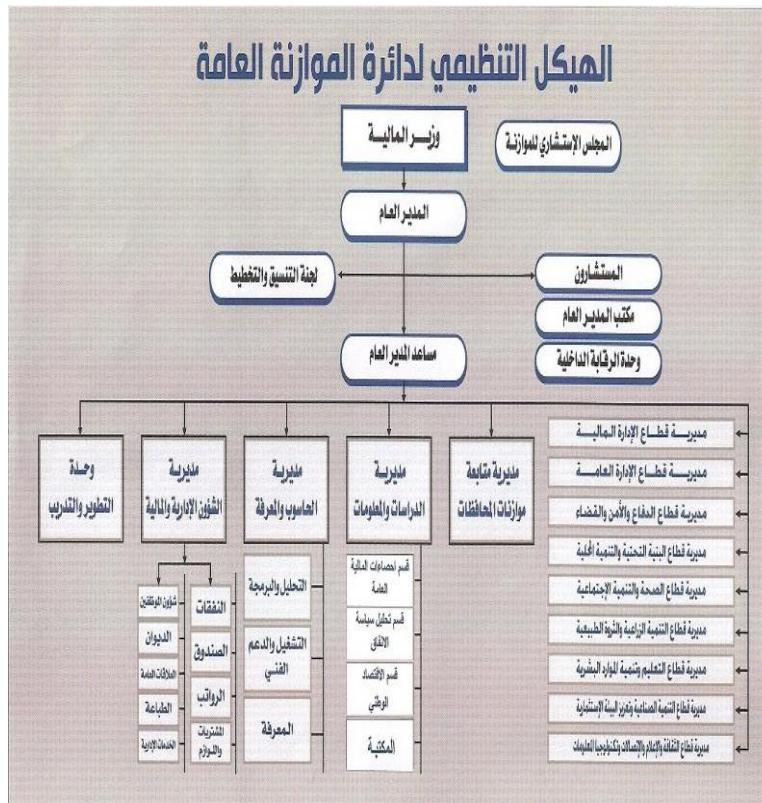 الهيكل التنظيمي لدائرة الموازنة العامة
المجلس الإستشاري للموازنة
وزير المالية
المدير العام
المستشارون
لجنة التنسيق والتخطيط
مكتب المدير العام
وحدة الرقابة الداخلية
مساعد المدير العام
مديرية قطاع الإدارة المالية
مديرية قطاع الإدارة العامة
مديرية قطاع الدفاع والأمن والقضاء
مديرية قطاع البنية التحتية والتنمية المحلية
مديرية قطاع الصحة والتنمية الإجتماعية
مديرية قطاع التنمية الزراعية والثروة الطبيعية
مديرية قطاع التعليم وتنمية الموارد البشرية
مديرية قطاع التنمية الصناعية وتعزيز البيئة الإستثمارية
مديرية قطاع الثقافة والإعلام والإتصالات وتكنولوجيا المعلومات
مديرية متابعة
موازنات المحافظات
مديرية
الدراسات والمعلومات
قسم احصاءات المالية
العامة
قسم تحليل سياسة
الانفاق
قسم الاقتصاد
الوطني
المكتبة
مديرية
الحاسوب والمعرفة
التحليل والبرمجة
التشغيل والدعم
الفني
المعرفة
مديرية
الشؤون الإدارية والمالية
النفقات
الصندوق
الرواتب
المشتريات
واللوازم
شؤون الموظفين
الديوان
العلاقات العامة
الطباعة
الخدمات الإدارية
وحدة
التطوير والتدريب